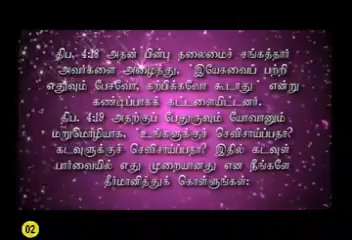 திப. 4:18 அதன் பின்பு தலைமைச் சங்கத்தார்
அவர்களை அழைத்து, `இயேசுவைப் பற்றி
எதுவும் பேசவோ, கற்பிக்கவோ கூடாது' என்று
கண்டிப்பாகக் கட்டளையிட்டனர்.
திப. 4:19 அதற்குப் பேதுருவும் யோவானும்
மறுமொழியாக, `உங்களுக்குச் செவிசாய்ப்பதா?
கடவுளுக்குச் செவிசாய்ப்பதா? இதில் கடவுள்
பார்வையில் எது முறையானது என நீங்களே
தீர்மானித்துக் கொள்ளுங்கள்:
02